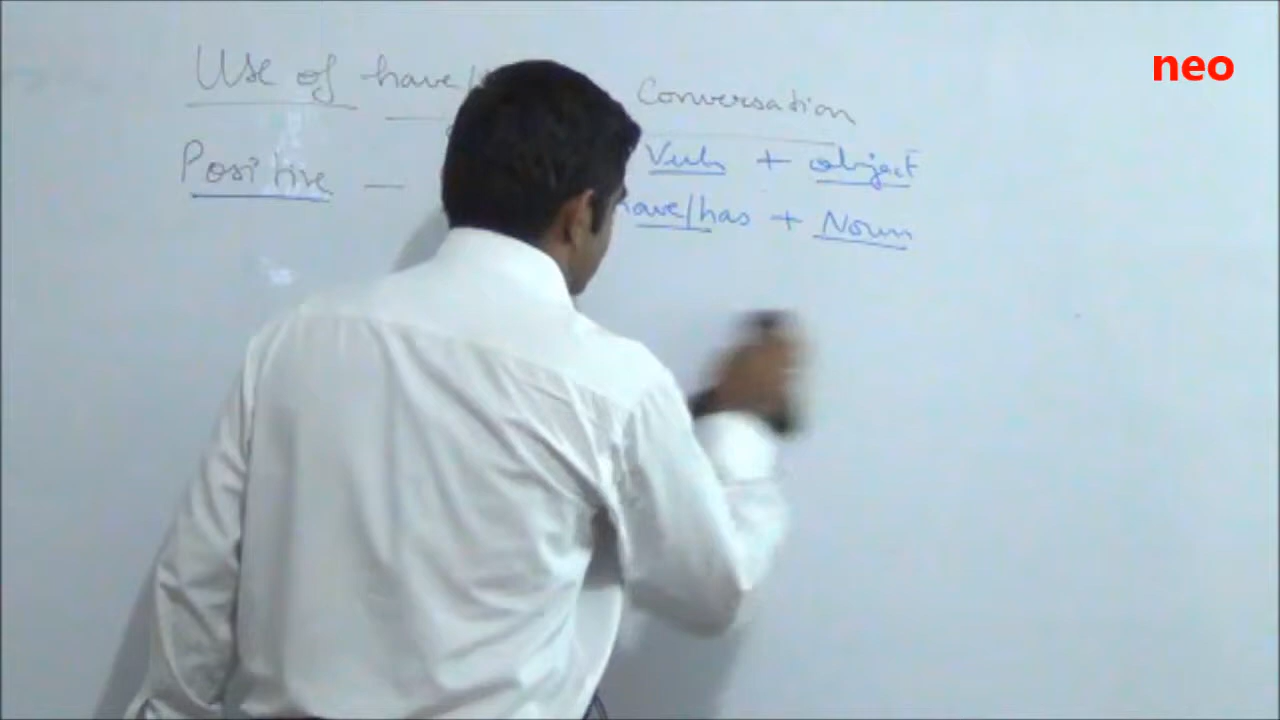 neo
Use of have/ Conversation
Positive — Verb + object
have/has + Noun